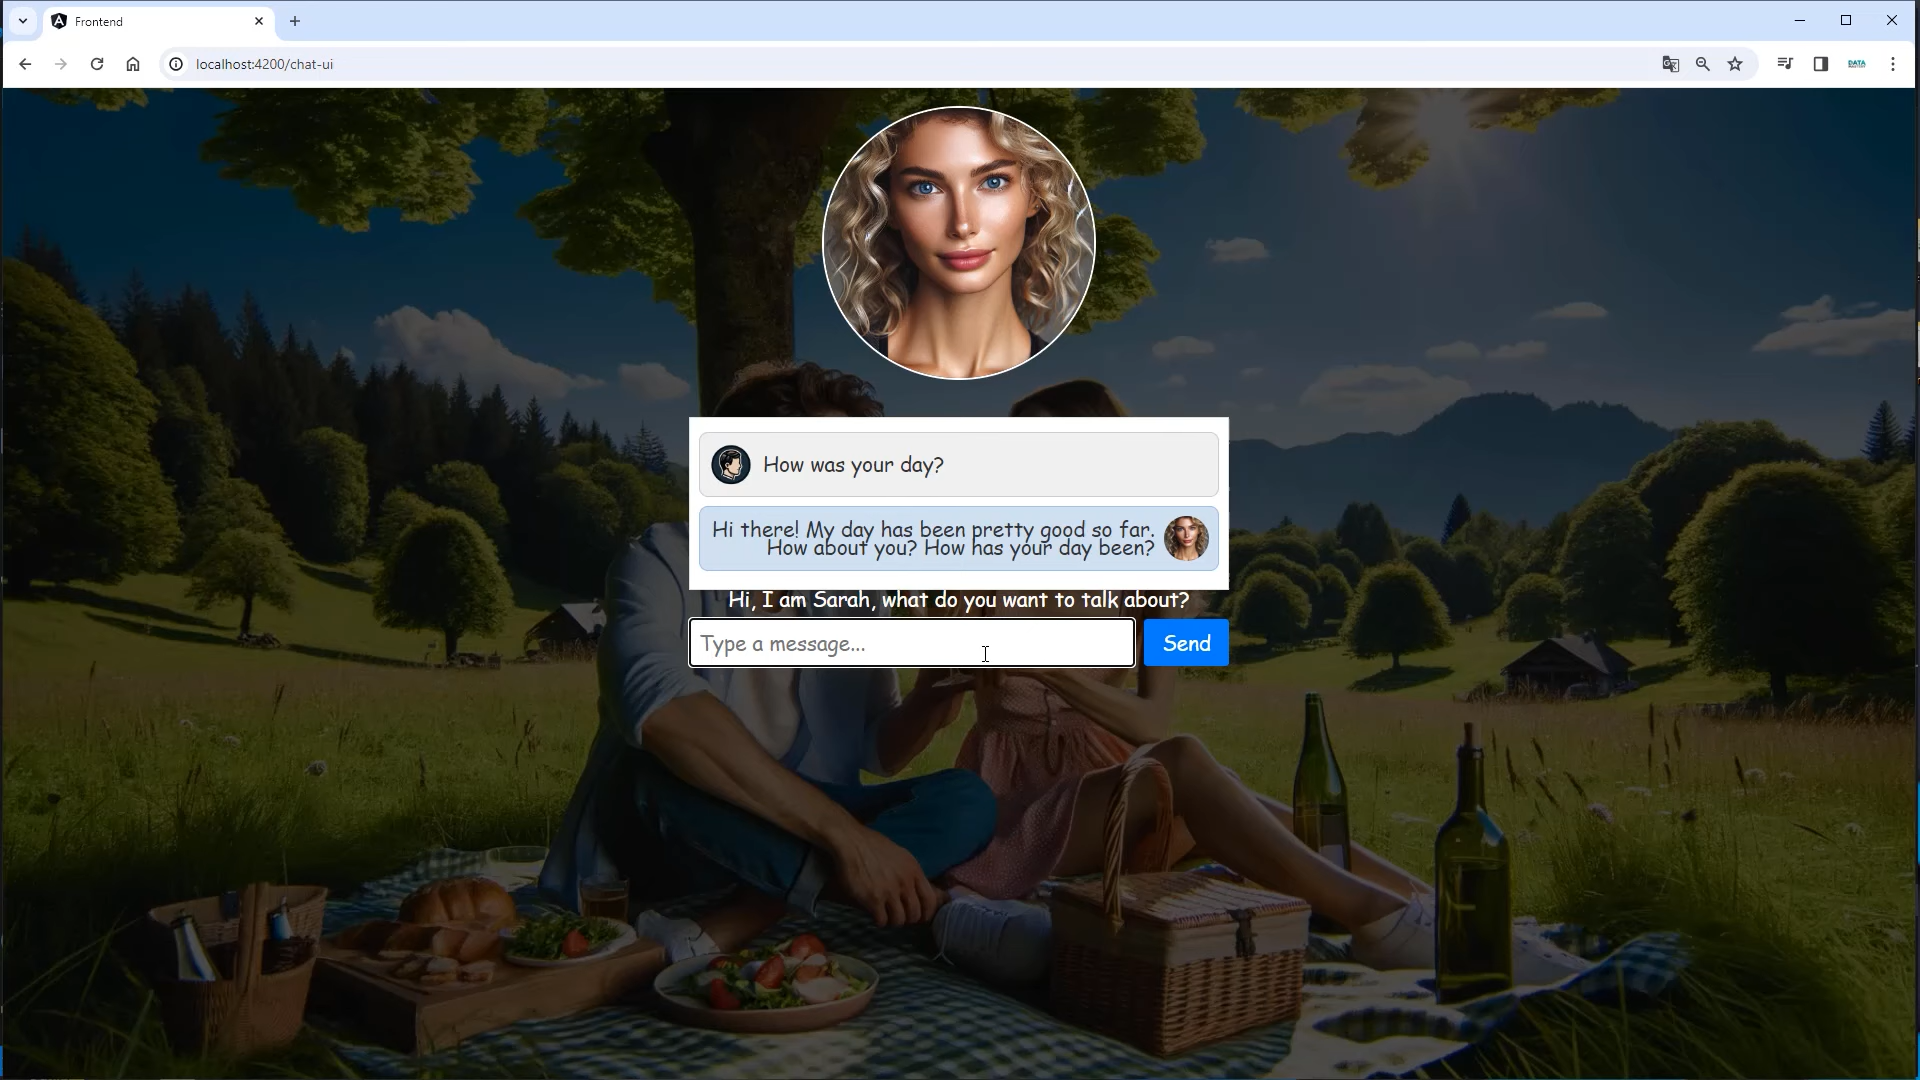 Frontend
localhost:4200/chat-ui
DATA
How was your day?
Hi there! My day has been pretty good so far.
How about you? How has your day been?
Hi, I am Sarah, what do you want to talk about?
Type a message...
Send